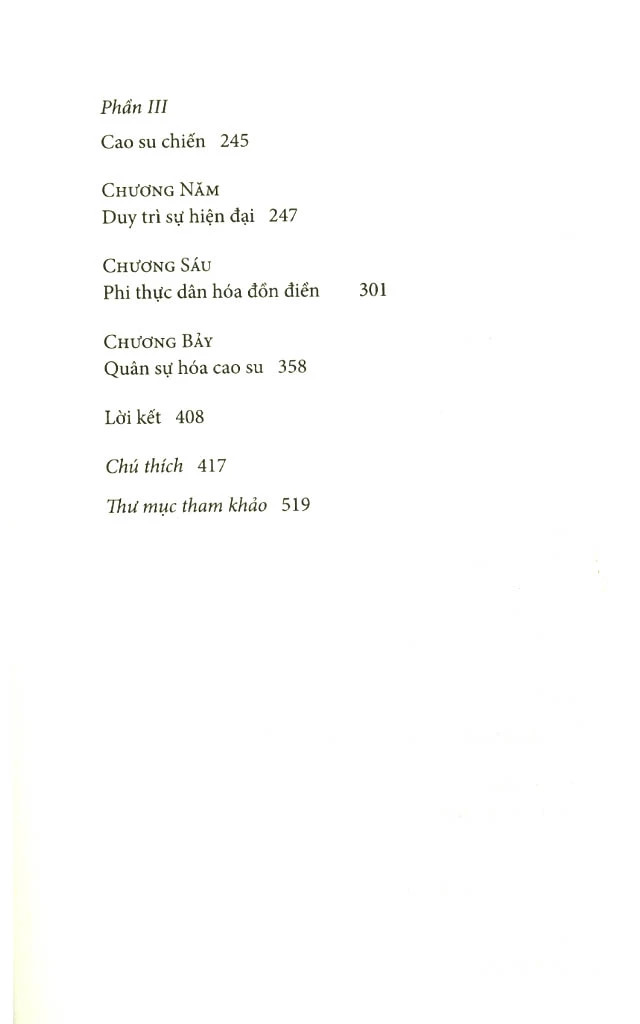 Phần III
Cao su chiến 245
Chương Năm
Duy trì sự hiện đại 247
Chương Sáu
Phi thực dân hóa đồn điền 301
Chương Bảy
Quân sự hóa cao su 358
Lời kết 408
Chú thích 417
Thư mục tham khảo 519